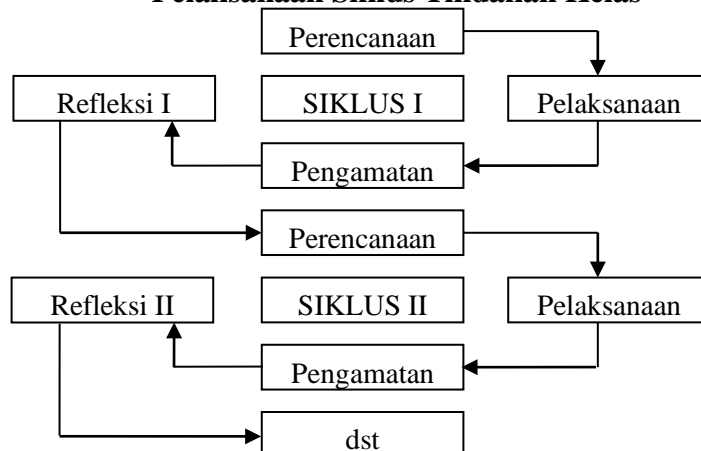 Pelaksanaan Siklus Tindakan Kelas
Perencanaan
Refleksi I
SIKLUS I
Pelaksanaan
Pengamatan
Perencanaan
Refleksi II
SIKLUS II
Pelaksanaan
Pengamatan
dst